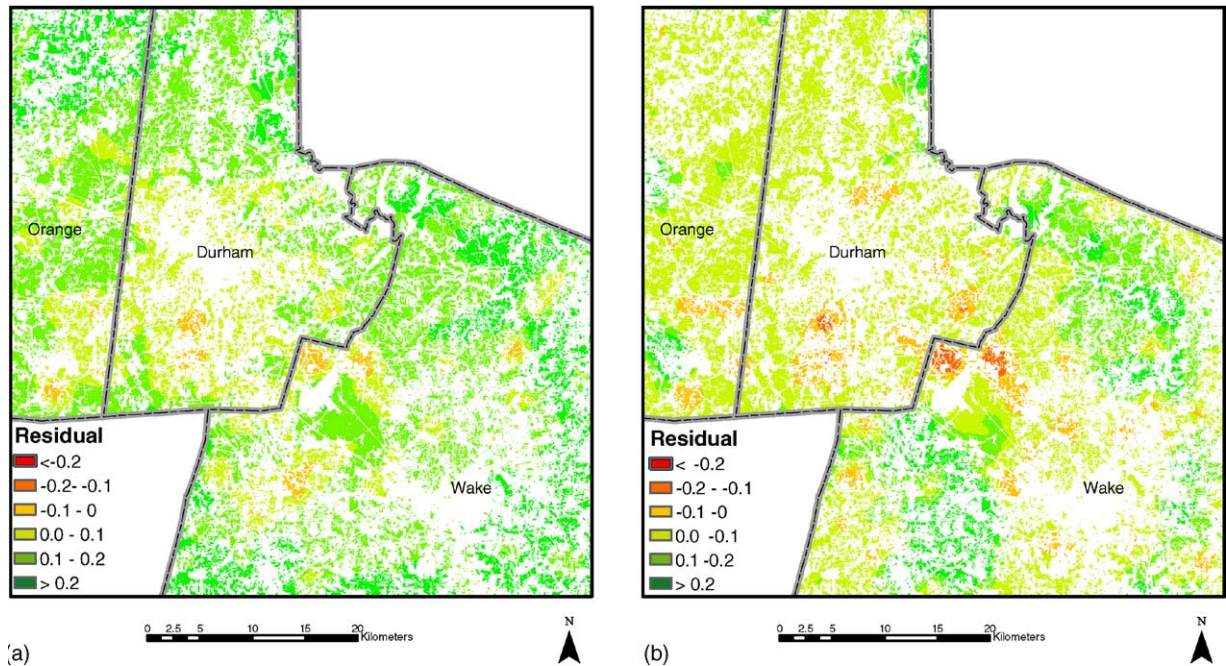 Orange
Durham
Wake
Residual
<-0.2
-0.2- -0.1
-0.1 - 0
0.0 - 0.1
0.1 - 0.2
> 0.2
0 2.5 5 10 15 20
Kilometers
N
(a)
Orange
Durham
Wake
Residual
< -0.2
-0.2 - -0.1
-0.1 -0
0.0 -0.1
0.1 -0.2
> 0.2
0 2.5 5 10 15 20
Kilometers
N
(b)